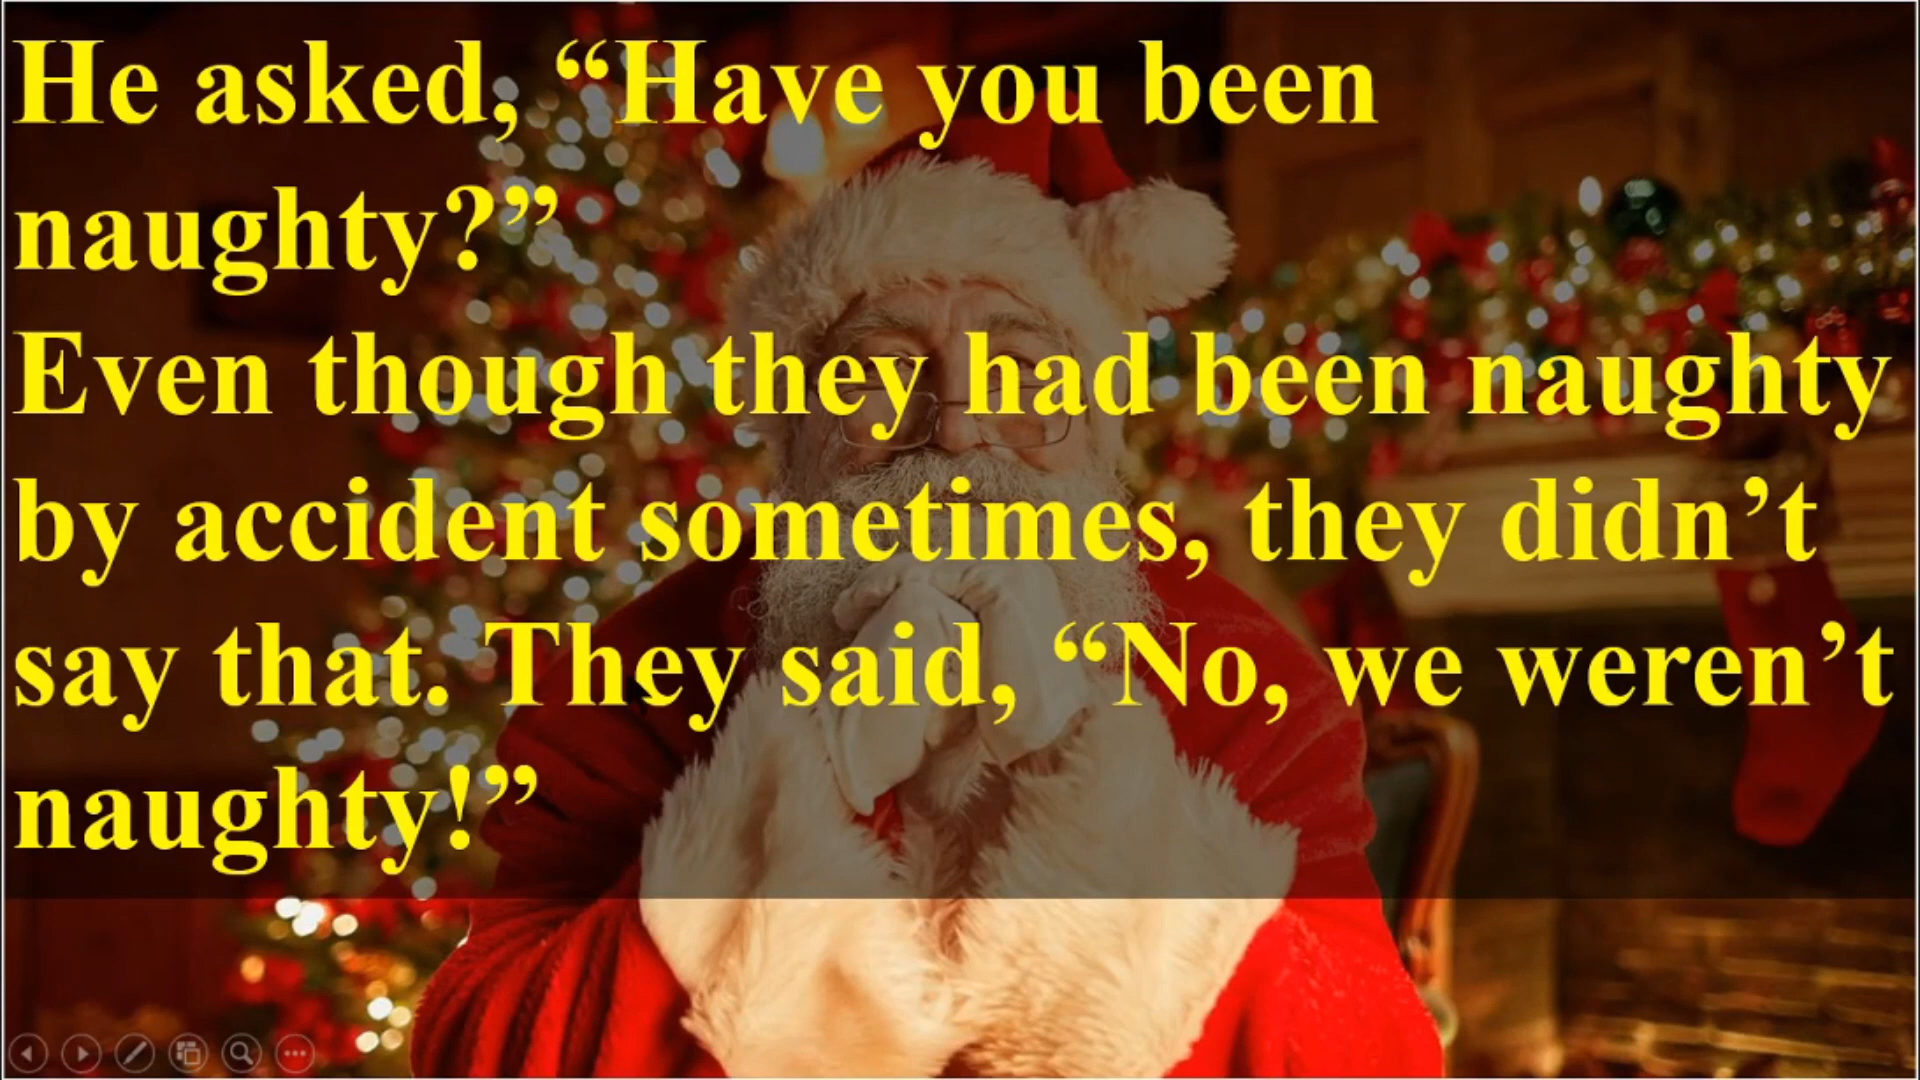 He asked, “Have you been
naughty?”
Even though they had been naughty
by accident sometimes, they didn’t
say that. They said, “No, we weren’t
naughty!”